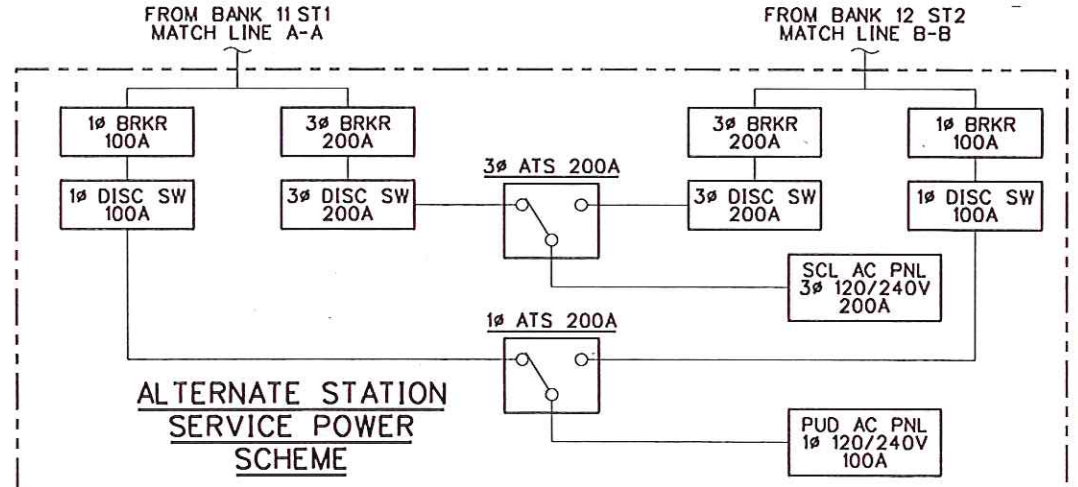 FROM BANK 11 ST1
MATCH LINE A-A
FROM BANK 12 ST2
MATCH LINE B-B
1ø BRKR
100A
3ø BRKR
200A
3ø BRKR
200A
1ø BRKR
100A
1ø DISC SW
100A
3ø DISC SW
200A
3ø ATS 200A
3ø DISC SW
200A
1ø DISC SW
100A
SCL AC PNL
3ø 120/240V
200A
1ø ATS 200A
ALTERNATE STATION
SERVICE POWER
SCHEME
PUD AC PNL
1ø 120/240V
100A